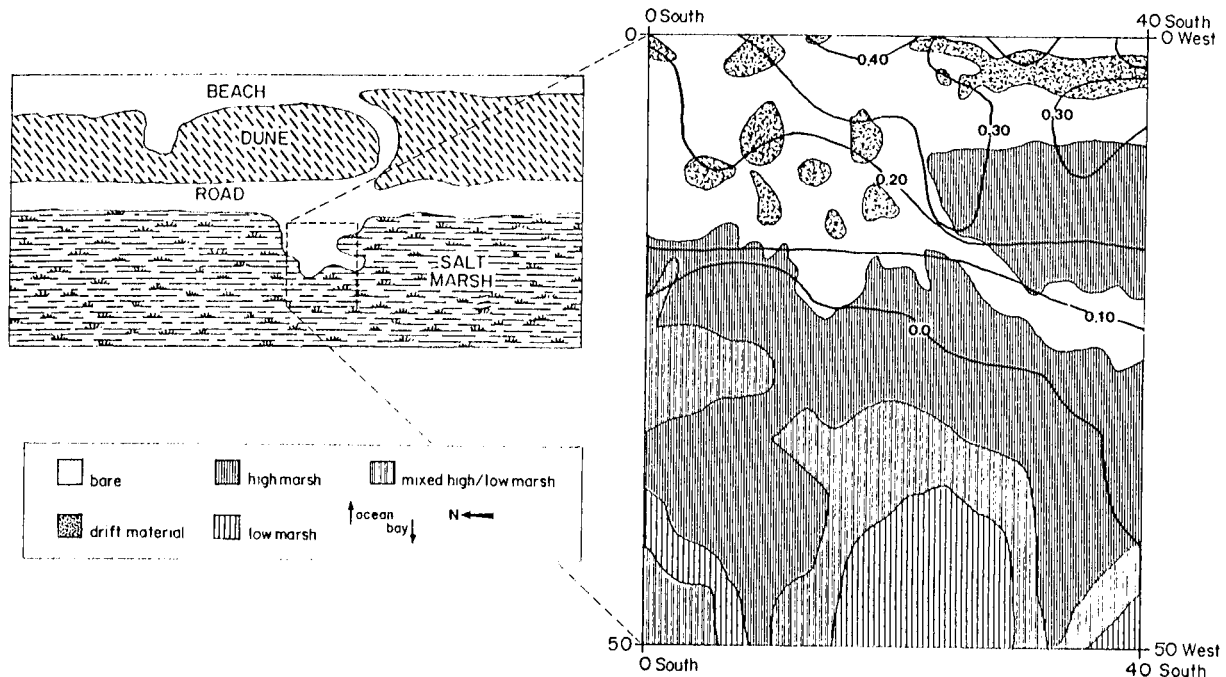 BEACH
DUNE
ROAD
SALT
MARSH
bare
high marsh
mixed high/low marsh
drift material
low marsh
ocean
bay
N
0 South
40 South
0
0 West
0.40
0.30
0.30
0.20
0.10
0.0
50
50 West
0 South
40
South